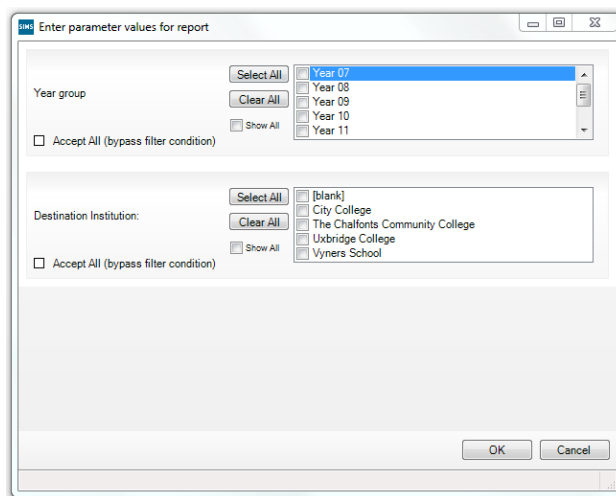 SIMS Enter parameter values for report
Year group
Select All
Clear All
Show All
Accept All (bypass filter condition)
Year 07
Year 08
Year 09
Year 10
Year 11
Destination Institution:
Select All
Clear All
Show All
Accept All (bypass filter condition)
[blank]
City College
The Chalfonts Community College
Uxbridge College
Vyners School
OK
Cancel